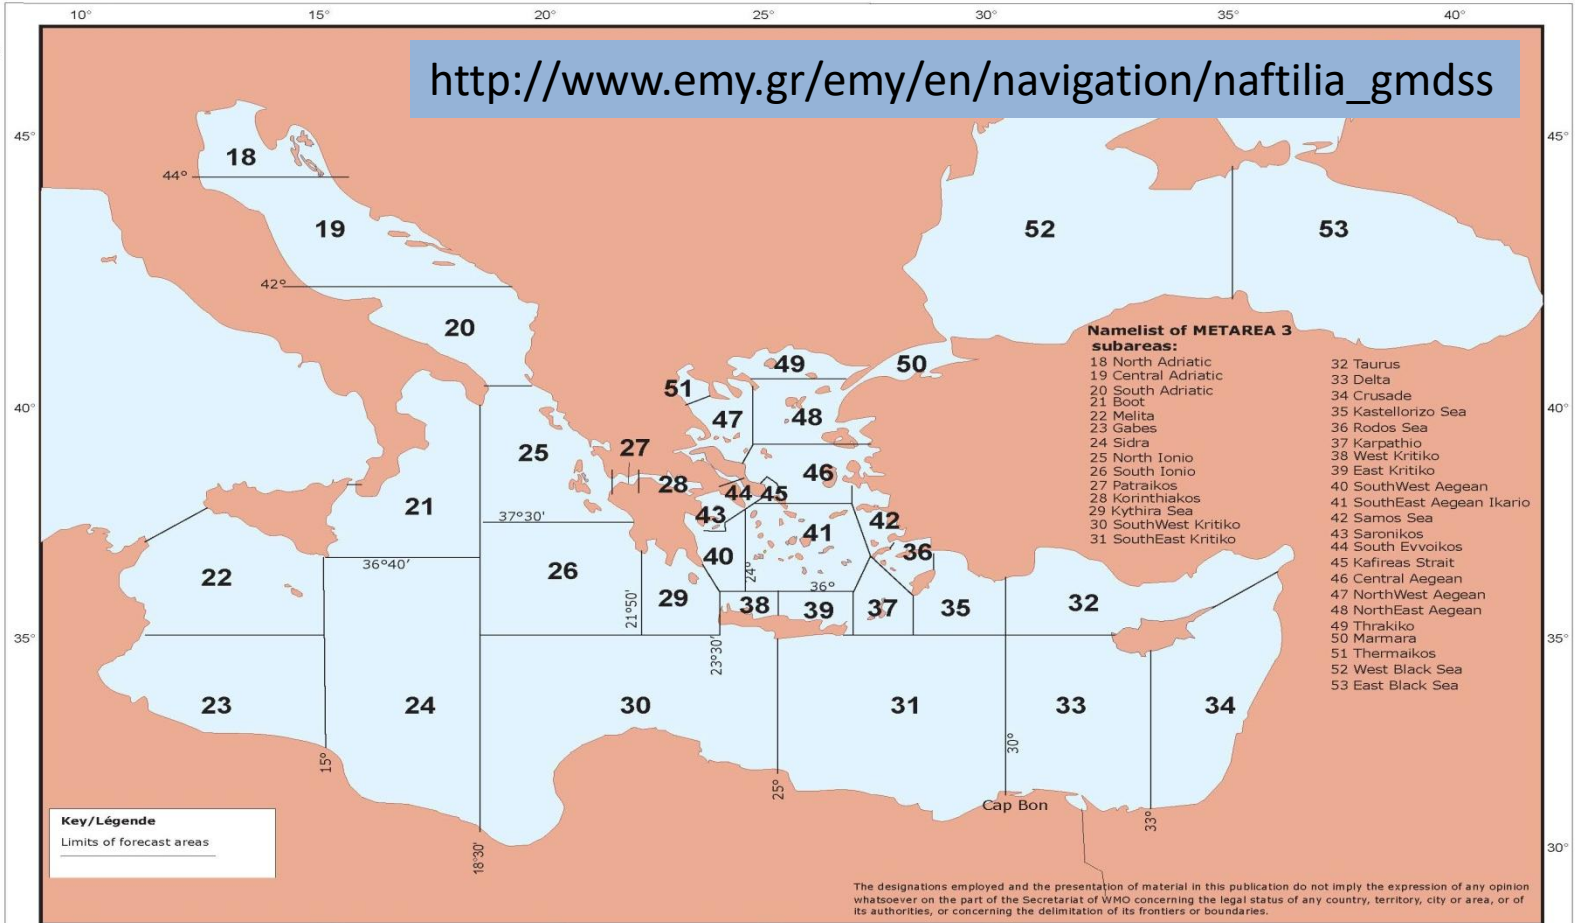 10°
15°
20°
25°
30°
35°
40°
http://www.emy.gr/emy/en/navigation/naftilia_gmdss
45°
45°
18
44°
19
52
53
42°
20
Namelist of METAREA 3
subareas:
18 North Adriatic
19 Central Adriatic
20 South Adriatic
21 Boot
22 Melita
23 Gabes
24 Sidra
25 North Ionio
26 South Ionio
27 Patraikos
28 Korinthiakos
29 Kythira Sea
30 SouthWest Kritiko
31 SouthEast Kritiko
32 Taurus
33 Delta
34 Crusade
35 Kastellorizo Sea
36 Rodos Sea
37 Karpathio
38 West Kritiko
39 East Kritiko
40 SouthWest Aegean
41 SouthEast Aegean Ikario
42 Samos Sea
43 Saronikos
44 South Evvoikos
45 Kafireas Strait
46 Central Aegean
47 NorthWest Aegean
48 NorthEast Aegean
49 Thrakiko
50 Marmara
51 Thermaikos
52 West Black Sea
53 East Black Sea
49
50
51
40°
40°
47
48
27
25
46
28
44
45
21
43
37°30'
42
41
36
40
36°40'
22
26
24°
36°
21°50'
29
38
39
37
35
32
35°
35°
23°30'
23
24
30
31
33
34
15°
25°
30°
33°
18°30'
Cap Bon
30°
Key/Légende
Limits of forecast areas
The designations employed and the presentation of material in this publication do not imply the expression of any opinion
whatsoever on the part of the Secretariat of WMO concerning the legal status of any country, territory, city or area, or of
its authorities, or concerning the delimitation of its frontiers or boundaries.